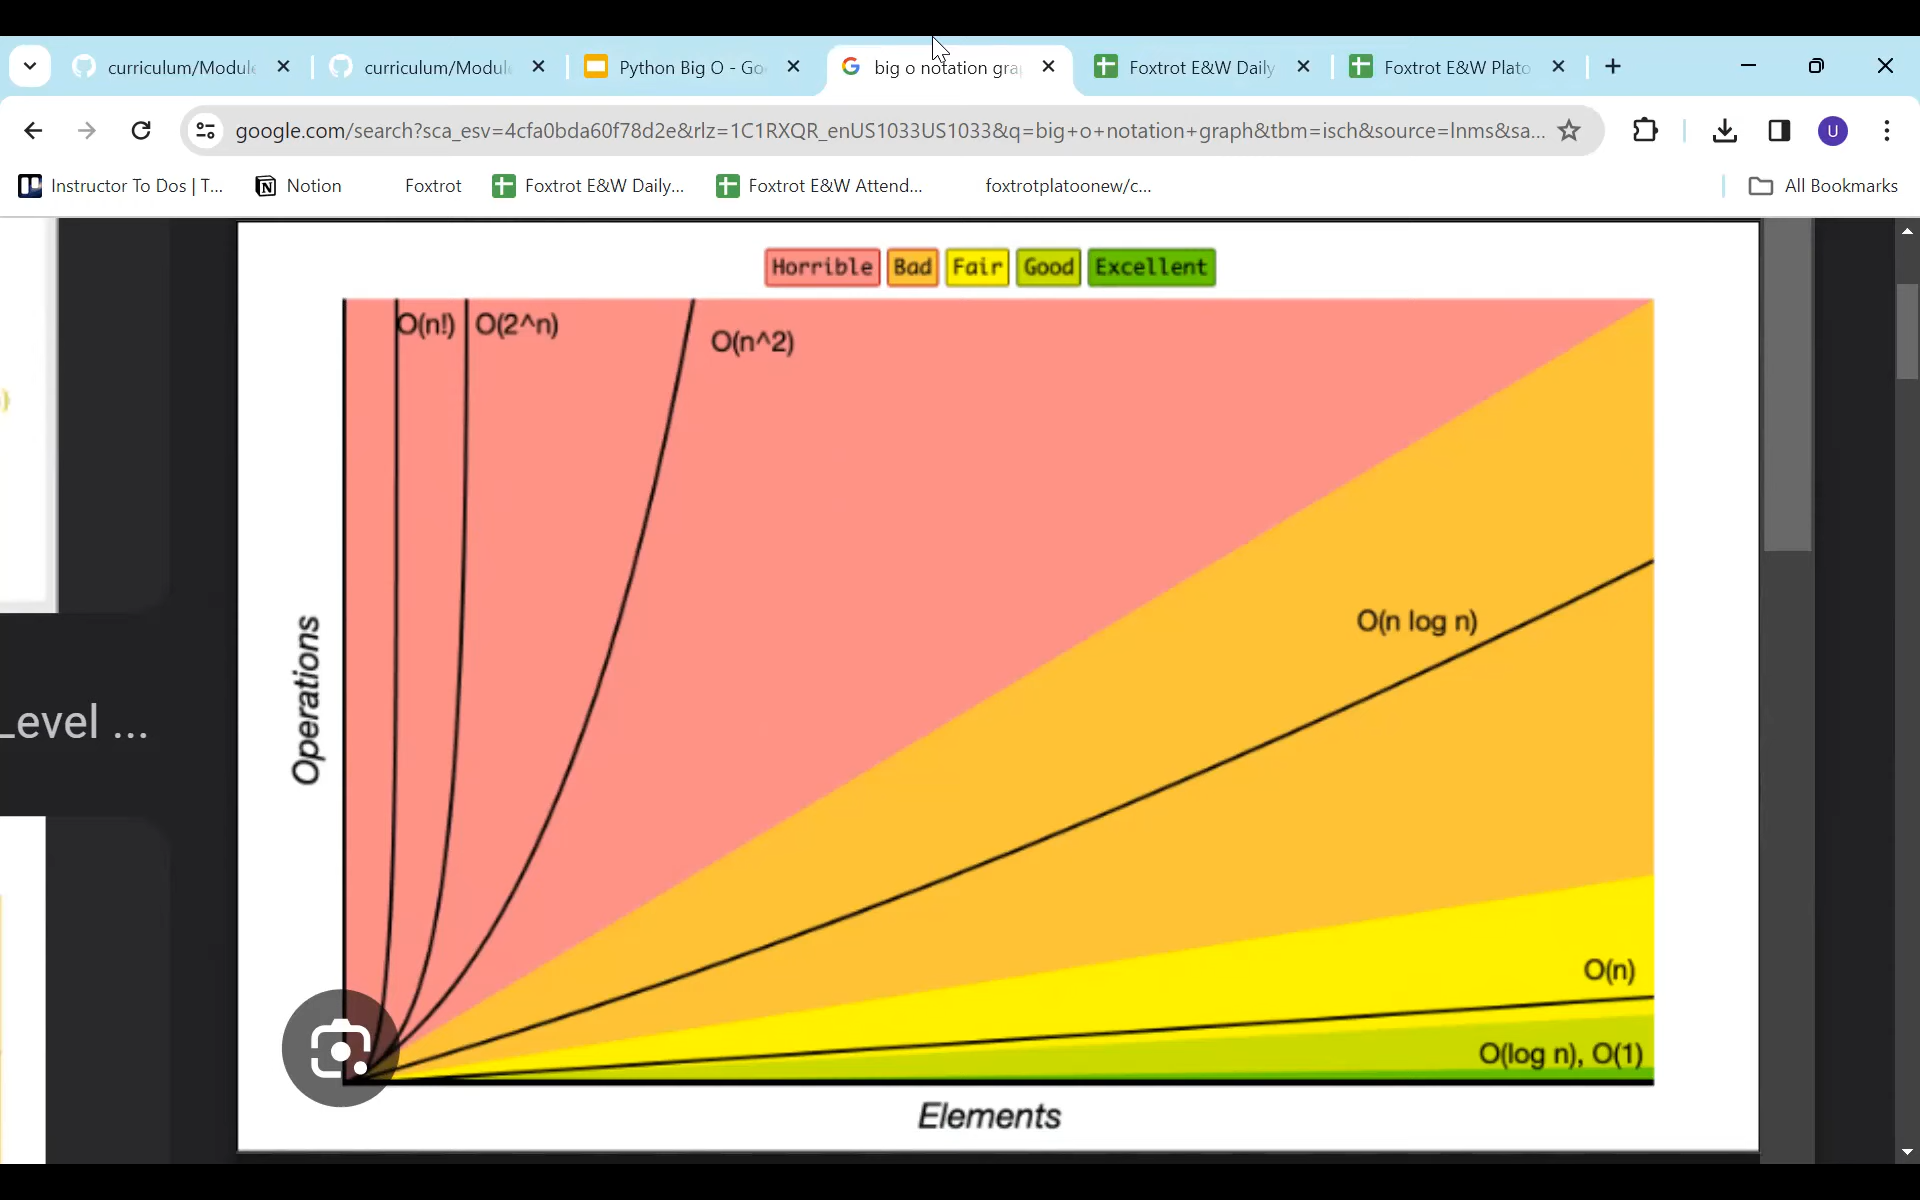 curriculum/Module
curriculum/Modul
Python Big O - Go
big o notation gra
Foxtrot E&W Daily
Foxtrot E&W Plato
google.com/search?sca_esv=4cfa0bda60f78d2e&rlz=1C1RXQR_enUS1033US1033&q=big+o+notation+graph&tbm=isch&source=lnms&sa...
U
Instructor To Dos | T...
Notion
Foxtrot
Foxtrot E&W Daily...
Foxtrot E&W Attend...
foxtrotplatoonew/c...
All Bookmarks
Horrible Bad Fair Good Excellent
O(n!) O(2^n)
O(n^2)
O(n log n)
Operations
Level ...
O(n)
O(log n), O(1)
Elements